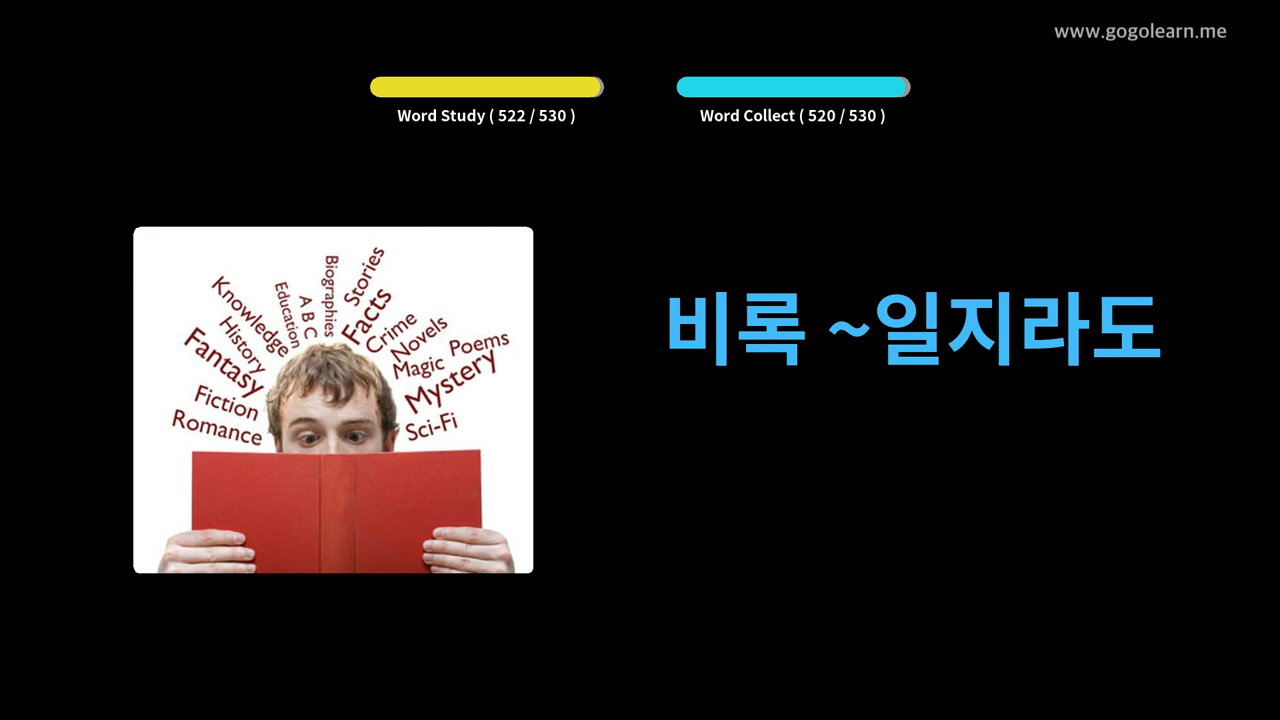 www.gogolearn.me
Word Study ( 522 / 530 )
Word Collect ( 520 / 530 )
비록 ~일지라도
Knowledge
History
Fantasy
Fiction
Romance
Education
A B C
Biographies
Stories
Facts
Crime
Novels
Magic
Poems
Mystery
Sci-Fi